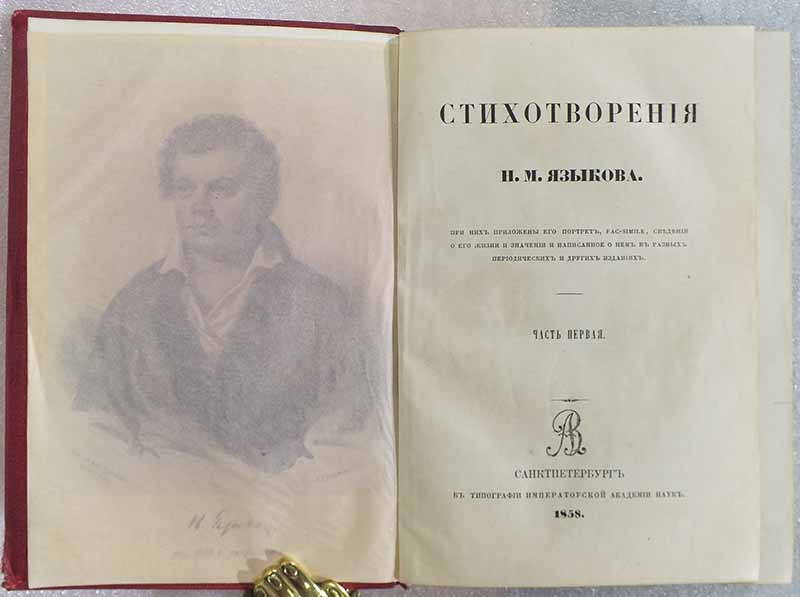 СТИХОТВОРЕНІЯ
Н. М. ЯЗЫКОВА.
ПРИ НИХЪ ПРИЛОЖЕНЫ ЕГО ПОРТРЕТЪ, FAC-SIMILE, СВѢДѢНІЯ
О ЕГО ЖИЗНИ И ЗНАЧЕНІИ И НАПИСАННОЕ О НЕМЪ ВЪ РАЗНЫХЪ
ПЕРІОДИЧЕСКИХЪ И ДРУГИХЪ ИЗДАНІЯХЪ.
ЧАСТЬ ПЕРВАЯ.
САНКТПЕТЕРБУРГЪ
ВЪ ТИПОГРАФІИ ИМПЕРАТОРСКОЙ АКАДЕМІИ НАУКЪ.
1858.